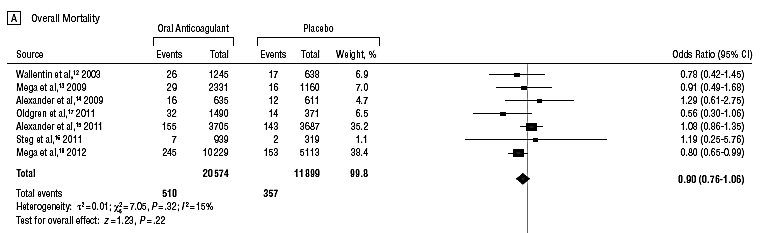 A Overall Mortality
Oral Anticoagulant Placebo
Source Events Total Events Total Weight, % Odds Ratio (95% CI)
Wallentin et al,12 2003 26 1245 17 638 6.9 0.78 (0.42-1.45)
Mega et al,13 2009 29 2331 16 1160 7.0 0.91 (0.49-1.68)
Alexander et al,14 2009 16 635 12 611 4.7 1.29 (0.61-2.75)
Oldgren et al,17 2011 32 1490 14 371 6.5 0.56 (0.30-1.06)
Alexander et al,15 2011 155 3705 143 3687 35.2 1.08 (0.86-1.35)
Steg et al,16 2011 7 939 2 319 1.1 1.19 (0.25-5.76)
Mega et al,18 2012 245 10229 153 5113 38.4 0.80 (0.65-0.99)
Total 20574 11899 99.8 0.90 (0.76-1.06)
Total events 510 357
Heterogeneity: τ²=0.01; χ²₆=7.05, P=.32; I²=15%
Test for overall effect: z=1.23, P=.22